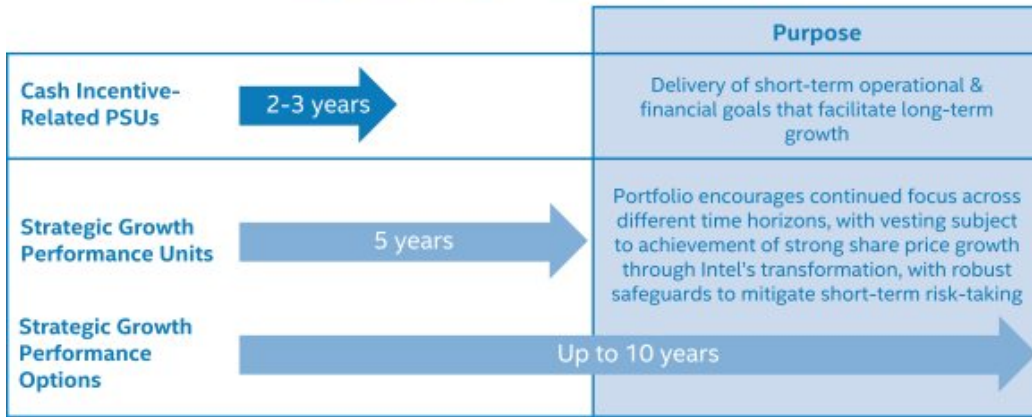 Purpose
Cash Incentive-
Related PSUs
2-3 years
Delivery of short-term operational &
financial goals that facilitate long-term
growth
Strategic Growth
Performance Units
5 years
Portfolio encourages continued focus across
different time horizons, with vesting subject
to achievement of strong share price growth
through Intel's transformation, with robust
safeguards to mitigate short-term risk-taking
Strategic Growth
Performance
Options
Up to 10 years